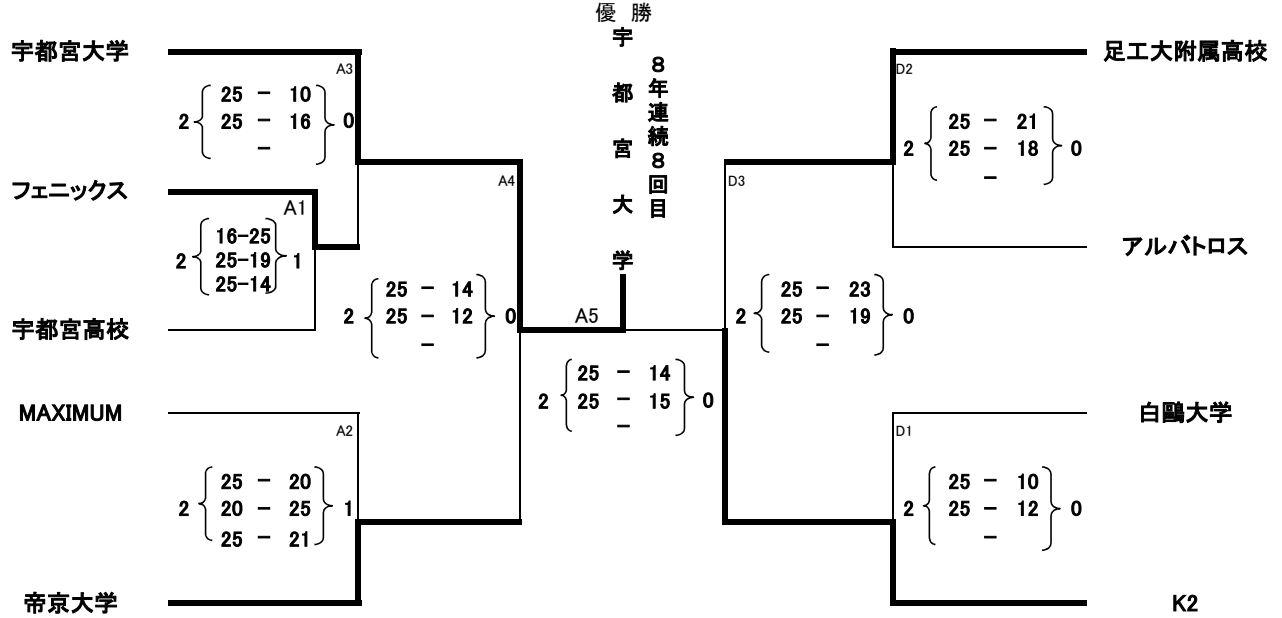 優 勝
宇都宮大学
8年連続8回目
宇都宮大学
A3
2 25 － 10 0
25 － 16
－
フェニックス
A1
2 16-25 1
25-19
25-14
宇都宮高校
A4
2 25 － 14 0
25 － 12
－
MAXIMUM
A2
2 25 － 20 1
20 － 25
25 － 21
帝京大学
A5
2 25 － 14 0
25 － 15
－
足工大附属高校
D2
2 25 － 21 0
25 － 18
－
アルバトロス
D3
2 25 － 23 0
25 － 19
－
白鷗大学
D1
2 25 － 10 0
25 － 12
－
K2